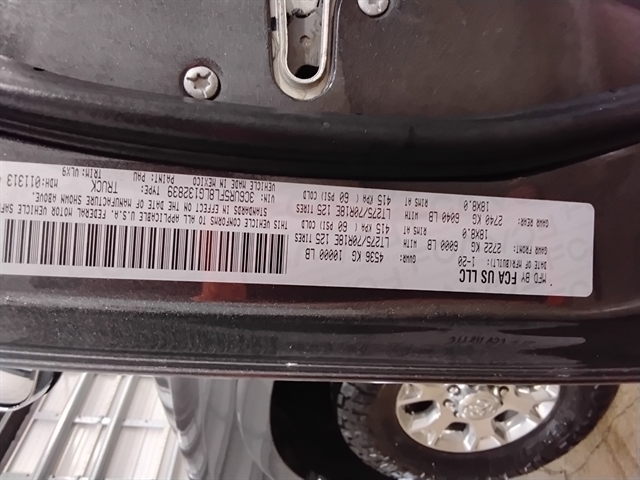 MFD BY FCA US LLC
DATE OF MFR(BUILT): 1-20
GVWR:
4536 KG 10000 LB
GAWR FRONT:
2722 KG 6000 LB WITH
LT275/70R18E 125 TIRES
18X8.0 RIMS AT 415 KPA ( 60 PSI) COLD
GAWR REAR:
2740 KG 6040 LB WITH
LT275/70R18E 125 TIRES
18X8.0 RIMS AT 415 KPA ( 60 PSI) COLD
THIS VEHICLE CONFORMS TO ALL APPLICABLE U.S.A. FEDERAL MOTOR VEHICLE SAFE
STANDARDS IN EFFECT ON THE DATE OF MANUFACTURE SHOWN ABOVE.
TYPE: TRUCK
MDH:011313
VEHICLE MADE IN MEXICO
PAINT: PAU
TRIM: VLX9